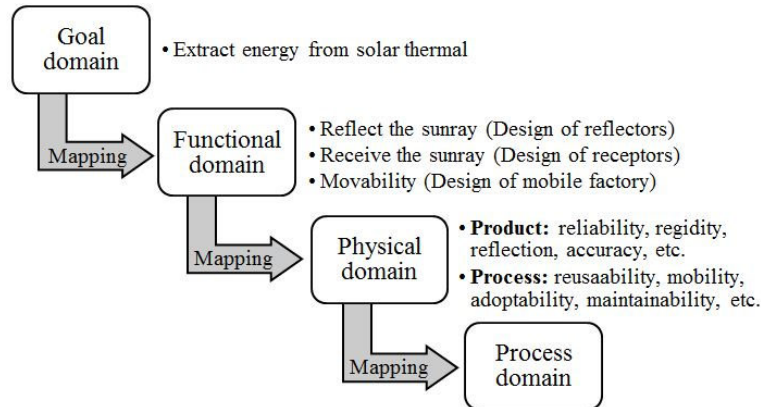 Goal
domain
• Extract energy from solar thermal
Mapping
Functional
domain
• Reflect the sunray (Design of reflectors)
• Receive the sunray (Design of receptors)
• Movability (Design of mobile factory)
Mapping
Physical
domain
• Product: reliability, regidity,
reflection, accuracy, etc.
• Process: reusaability, mobility,
adoptability, maintainability, etc.
Mapping
Process
domain